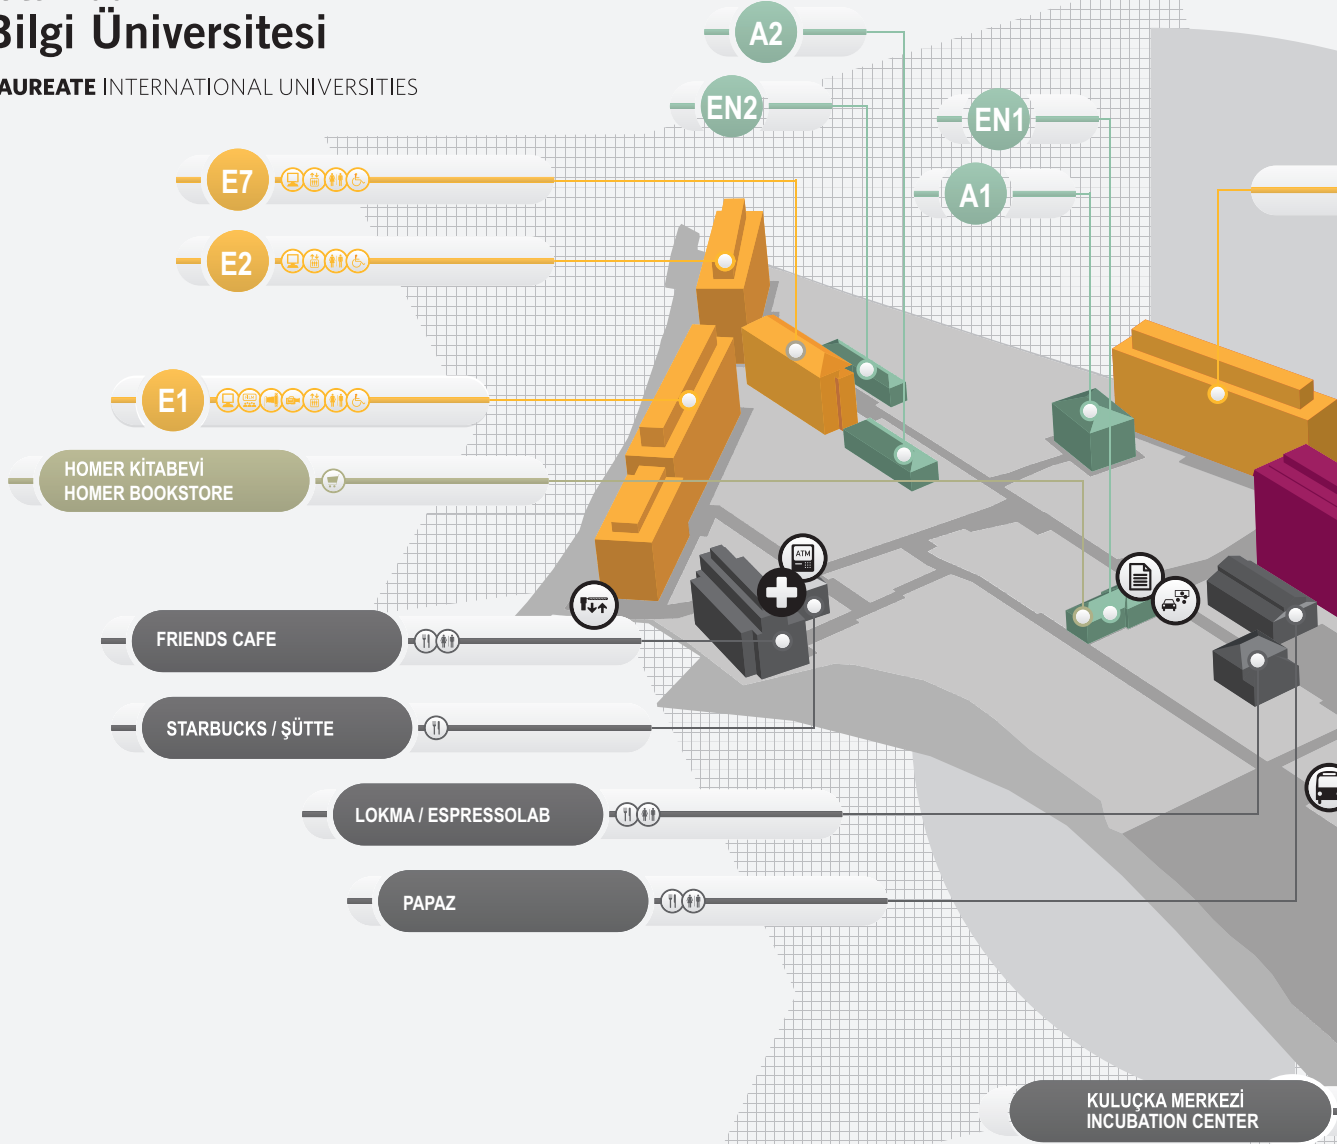 Bilgi Üniversitesi
LAUREATE INTERNATIONAL UNIVERSITIES
A2
EN2
EN1
A1
E7
E2
E1
HOMER KİTABEVİ
HOMER BOOKSTORE
ATM
FRIENDS CAFE
STARBUCKS / ŞÜTTE
LOKMA / ESPRESSOLAB
PAPAZ
KULUÇKA MERKEZİ
INCUBATION CENTER